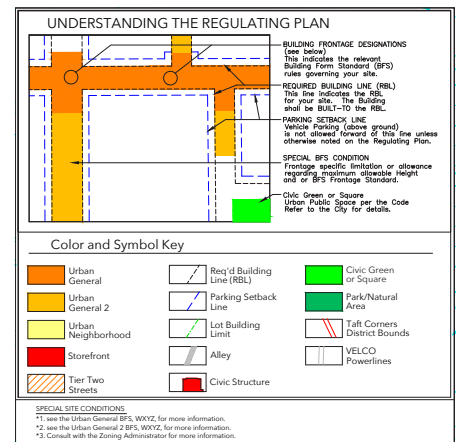 UNDERSTANDING THE REGULATING PLAN
BUILDING FRONTAGE DESIGNATIONS
(see below)
This indicates the relevant
Building Form Standard (BFS)
rules governing your site.
REQUIRED BUILDING LINE (RBL)
This line indicates the RBL
for your site. The Building
shall be BUILT-TO the RBL.
PARKING SETBACK LINE
Vehicle Parking (above ground)
is not allowed forward of this line unless
otherwise noted on the Regulating Plan.
SPECIAL BFS CONDITION
Frontage specific limitation or allowance
regarding maximum allowable Height
and or BFS Frontage Standard.
Civic Green or Square
Urban Public Space per the Code
Refer to the City for details.
Color and Symbol Key
Urban
General
Urban
General 2
Urban
Neighborhood
Storefront
Tier Two
Streets
Req'd Building
Line (RBL)
Parking Setback
Line
Lot Building
Limit
Alley
Civic Structure
Civic Green
or Square
Park/Natural
Area
Taft Corners
District Bounds
VELCO
Powerlines
SPECIAL SITE CONDITIONS
*1. see the Urban General BFS, WXYZ, for more information.
*2. see the Urban General 2 BFS, WXYZ, for more information.
*3. Consult with the Zoning Administrator for more information.